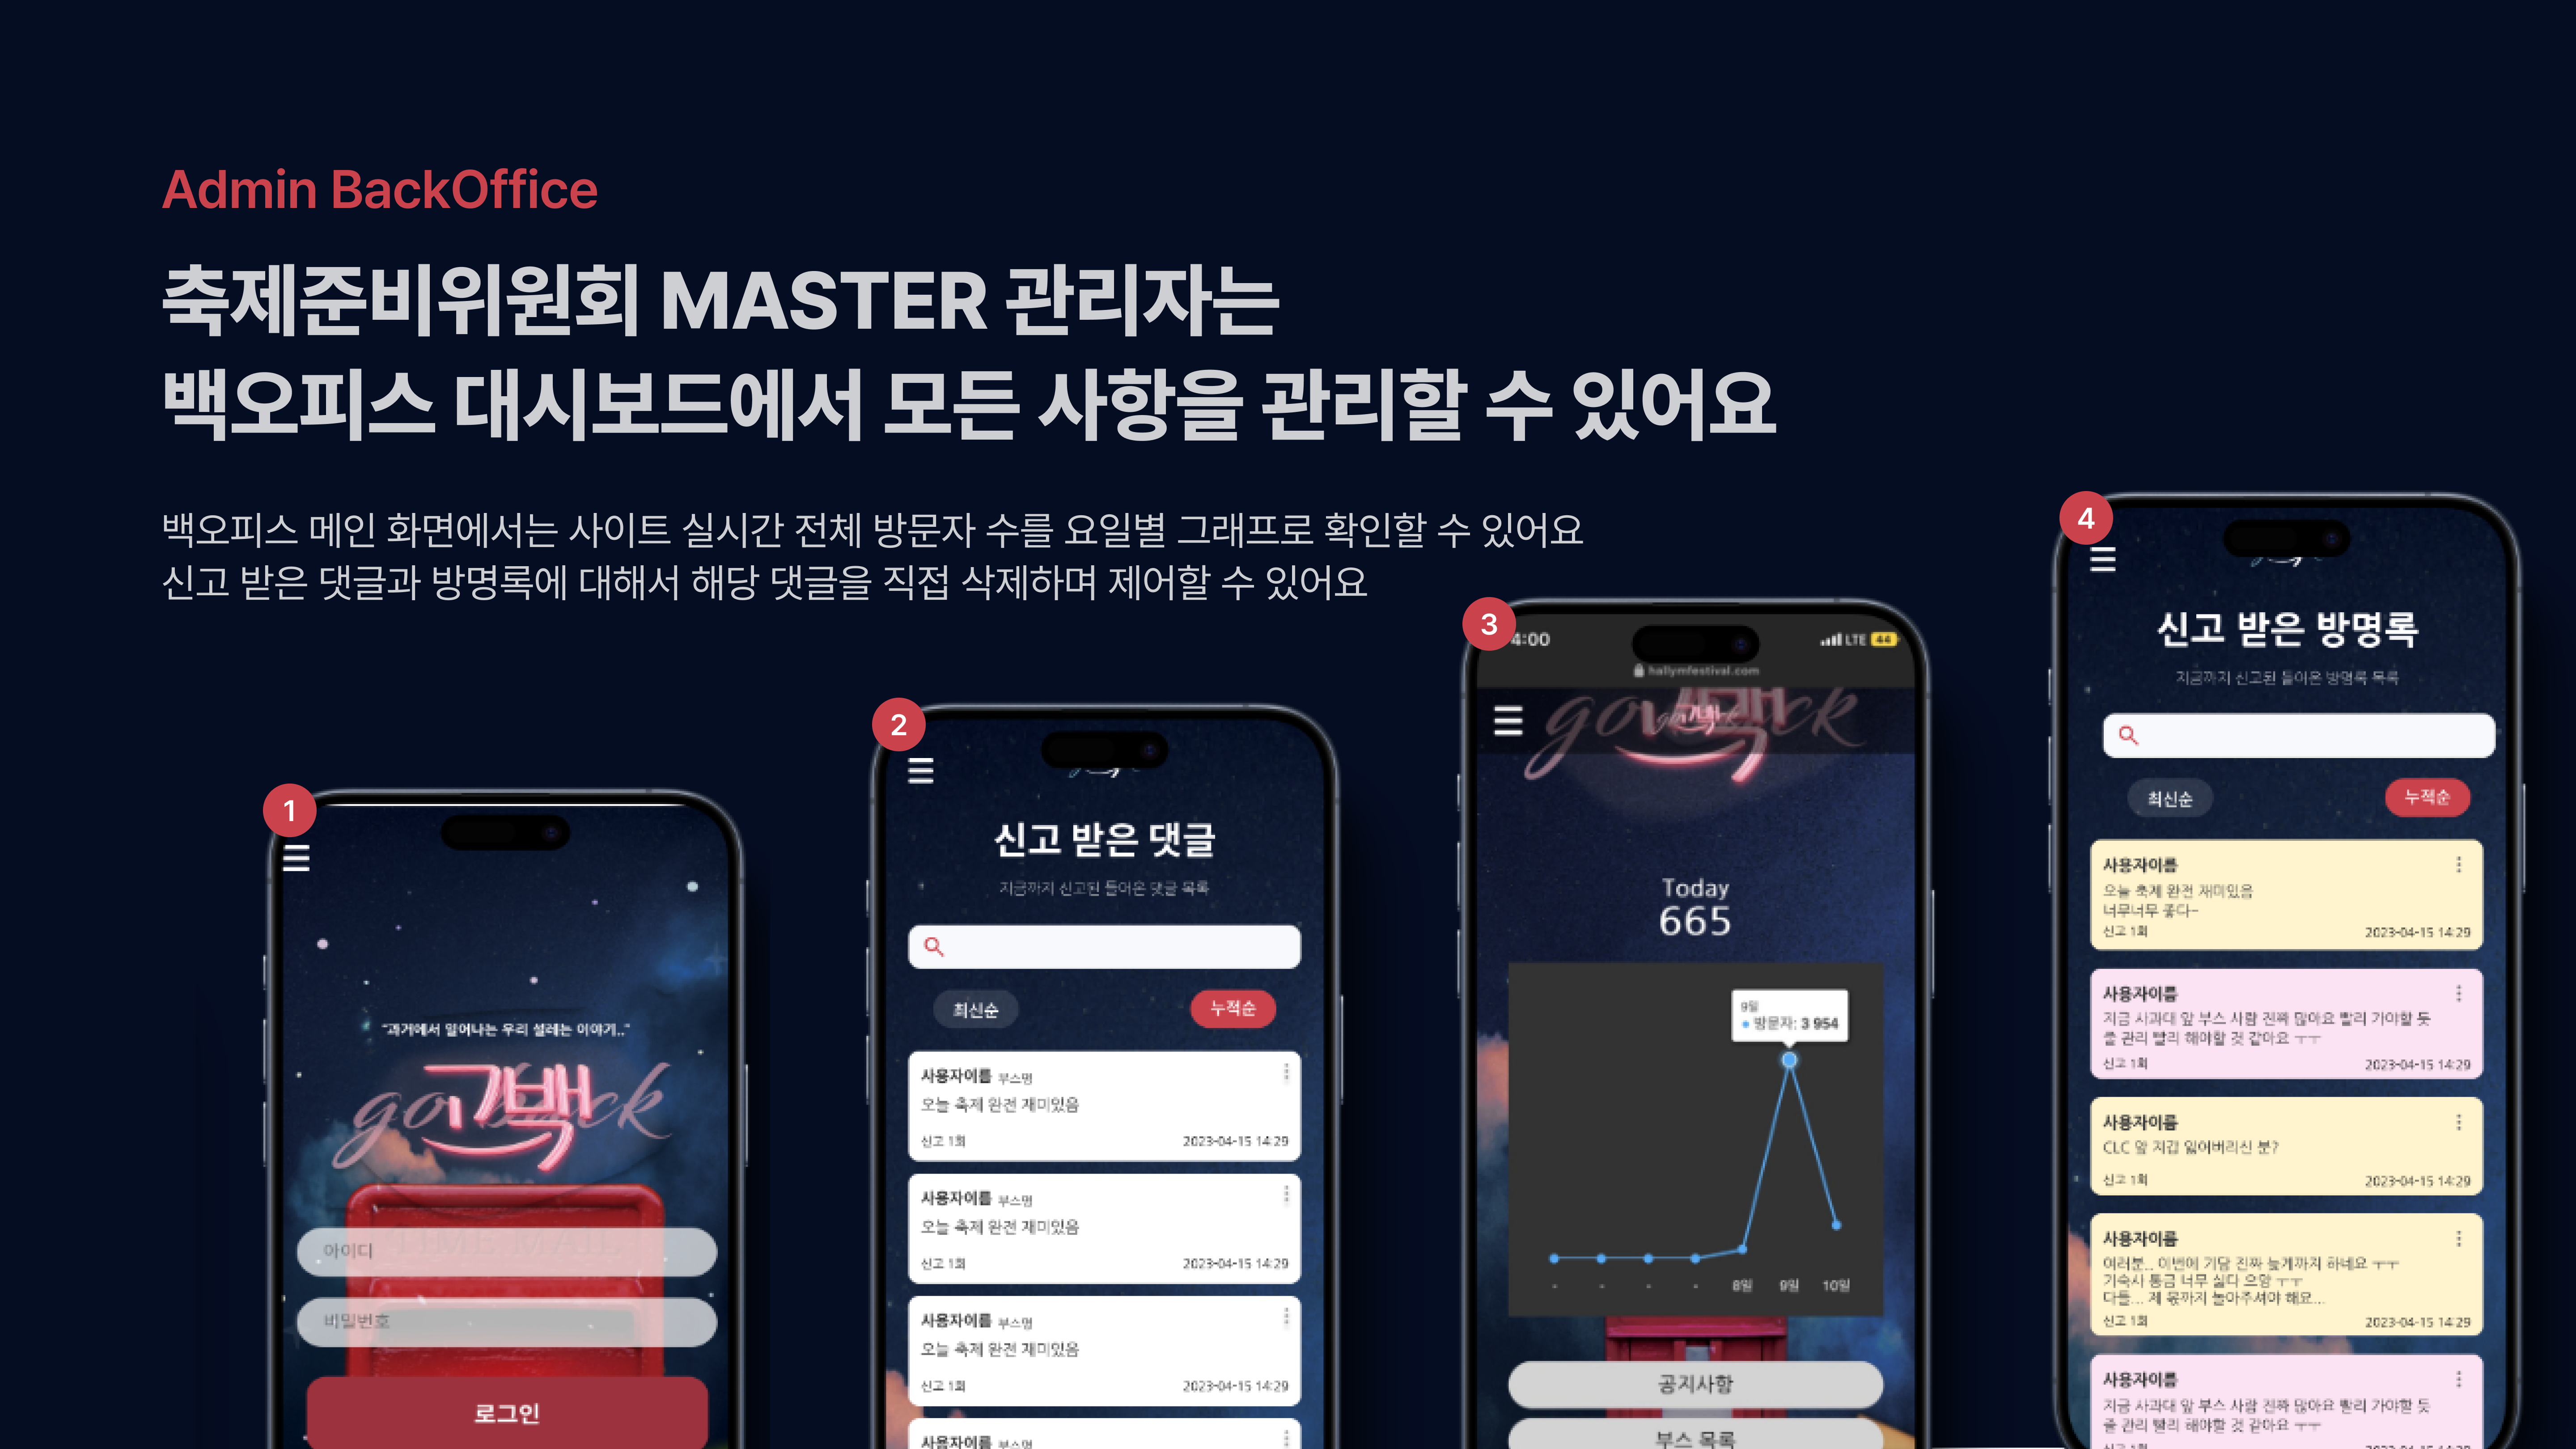 Admin BackOffice
축제준비위원회 MASTER 관리자는
백오피스 대시보드에서 모든 사항을 관리할 수 있어요
백오피스 메인 화면에서는 사이트 실시간 전체 방문자 수를 요일별 그래프로 확인할 수 있어요
신고 받은 댓글과 방명록에 대해서 해당 댓글을 직접 삭제하며 제어할 수 있어요
1
"과거에서 일어나는 우리 설레는 이야기.."
go back
고백
TIME MAIL
아이디
비밀번호
로그인
2
신고 받은 댓글
지금까지 신고된 들어온 댓글 목록
최신순
누적순
사용자이름 부스명
오늘 축제 완전 재미있음
신고 1회 2023-04-15 14:29
사용자이름 부스명
오늘 축제 완전 재미있음
신고 1회 2023-04-15 14:29
사용자이름 부스명
오늘 축제 완전 재미있음
신고 1회 2023-04-15 14:29
사용자이름 부스명
3
4:00 LTE 44
hallymfestival.com
Today
665
9일
방문자: 3 954
- - - - 8일 9일 10일
공지사항
부스 목록
4
신고 받은 방명록
지금까지 신고된 들어온 방명록 목록
최신순
누적순
사용자이름
오늘 축제 완전 재미있음
너무너무 좋다~
신고 1회 2023-04-15 14:29
사용자이름
지금 사과대 앞 부스 사람 진짜 많아요 빨리 가야할 듯
줄 관리 빨리 해야할 것 같아요 ㅜㅜ
신고 1회 2023-04-15 14:29
사용자이름
CLC 앞 지갑 잃어버리신 분?
신고 1회 2023-04-15 14:29
사용자이름
여러분.. 이번에 기담 진짜 늦게까지 하네요 ㅜㅜ
기숙사 통금 너무 싫다 으앙 ㅜㅜ
다들... 제 몫까지 놀아주셔야 해요...
신고 1회 2023-04-15 14:29
사용자이름
지금 사과대 앞 부스 사람 진짜 많아요 빨리 가야할 듯
줄 관리 빨리 해야할 것 같아요 ㅜㅜ